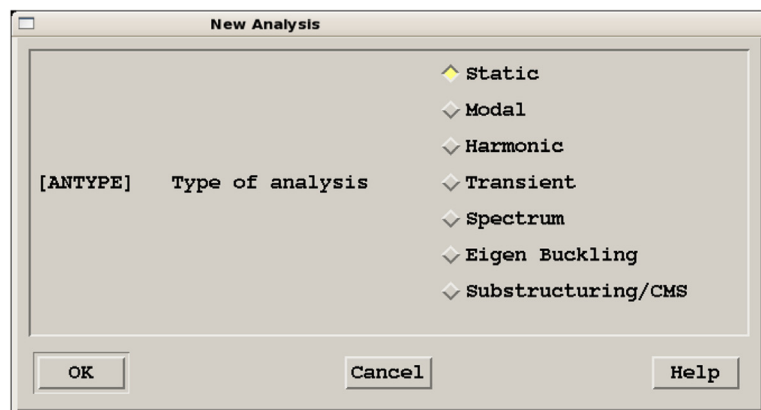 New Analysis
Static
Modal
Harmonic
[ANTYPE] Type of analysis
Transient
Spectrum
Eigen Buckling
Substructuring/CMS
OK
Cancel
Help